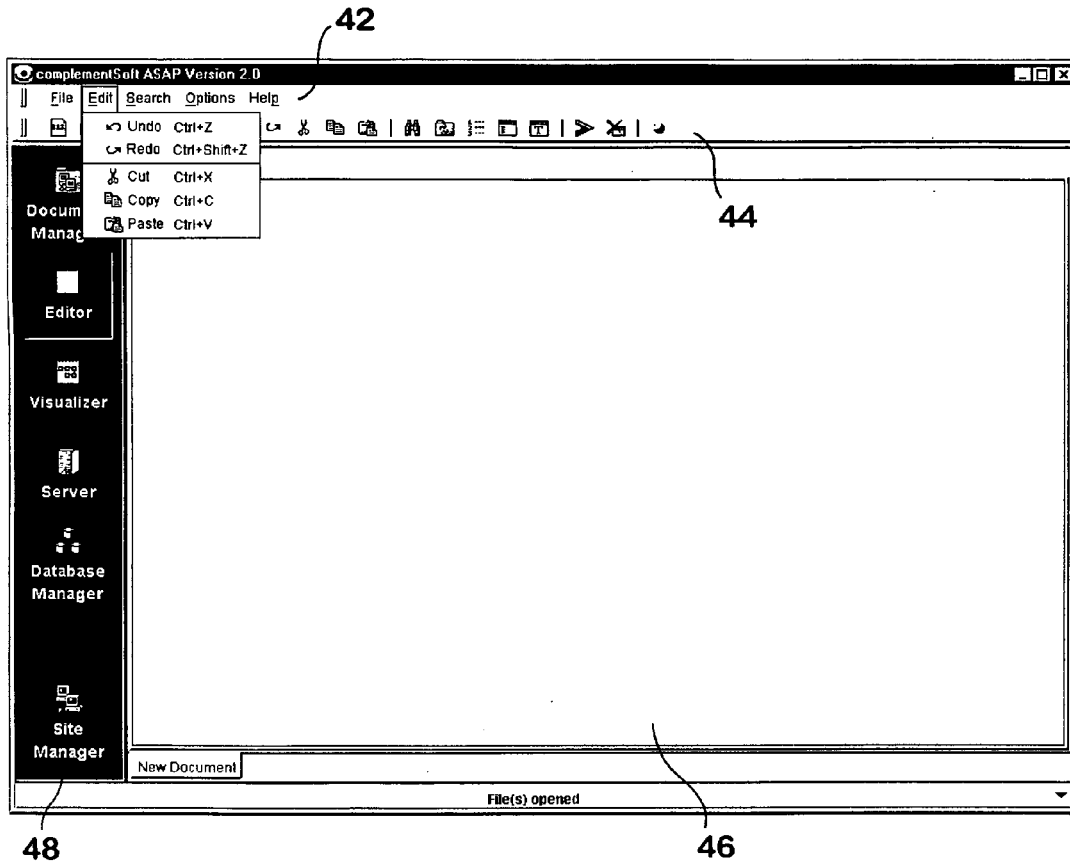 42
complementSoft ASAP Version 2.0
File Edit Search Options Help
Undo Ctrl+Z
Redo Ctrl+Shift+Z
Cut Ctrl+X
Copy Ctrl+C
Paste Ctrl+V
44
Docum
Manag
Editor
Visualizer
Server
Database
Manager
Site
Manager
New Document
File(s) opened
48
46